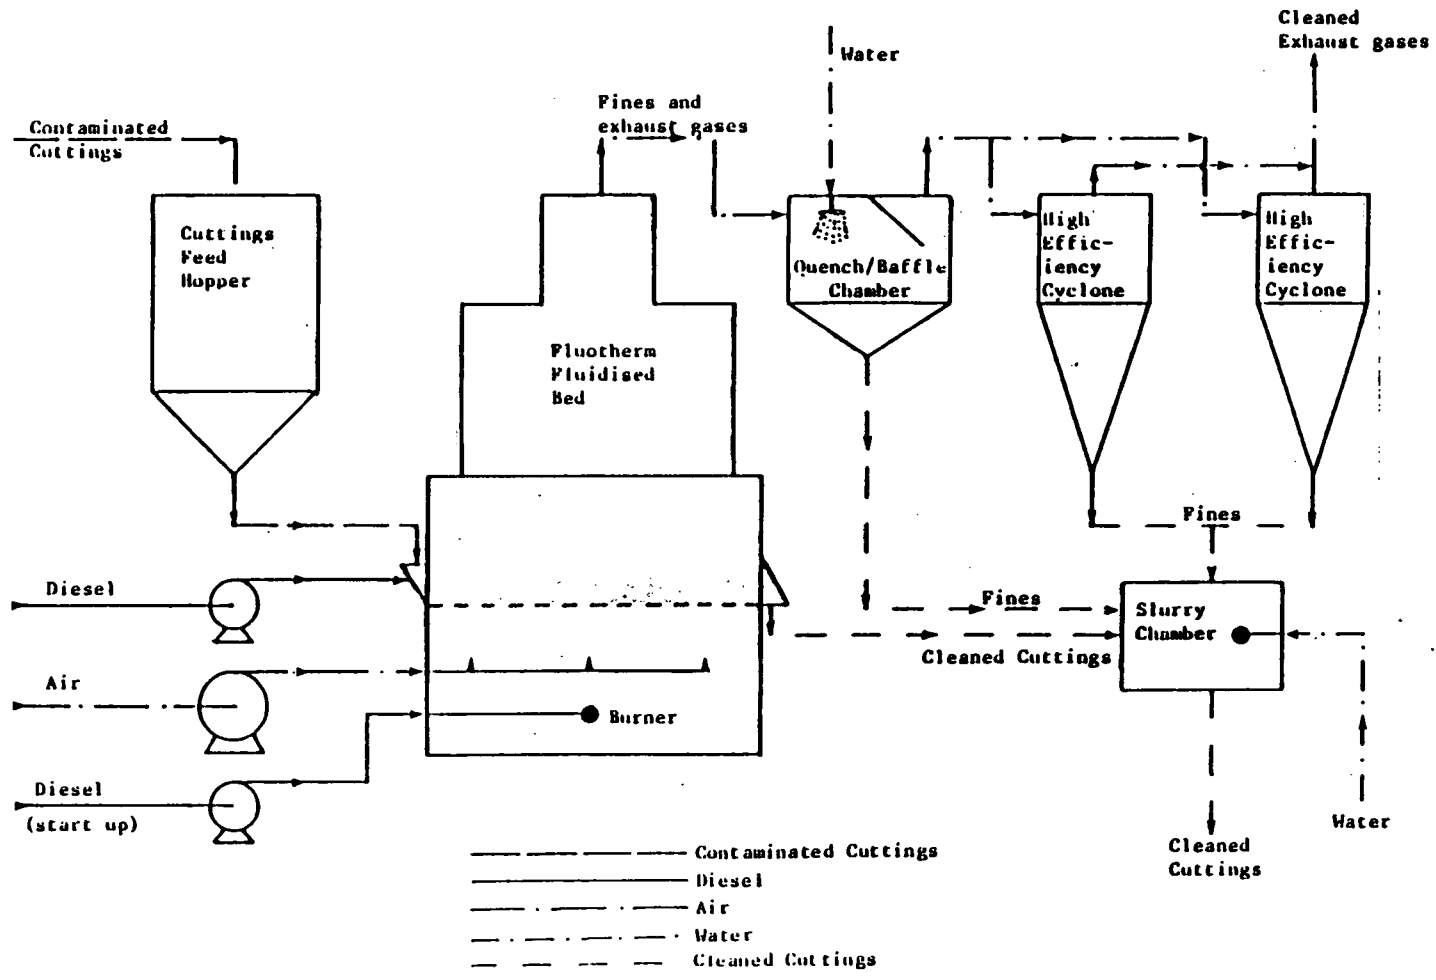 Cleaned
Exhaust gases
Water
Fines and
exhaust gases
Contaminated
Cuttings
Cuttings
Feed
Hopper
High
Effic-
iency
Cyclone
High
Effic-
iency
Cyclone
Quench/Baffle
Chamber
Fluotherm
Fluidised
Bed
Fines
Diesel
Fines
Slurry
Chamber
Cleaned Cuttings
Air
Burner
Diesel
(start up)
Water
Cleaned
Cuttings
Contaminated Cuttings
Diesel
Air
Water
Cleaned Cuttings